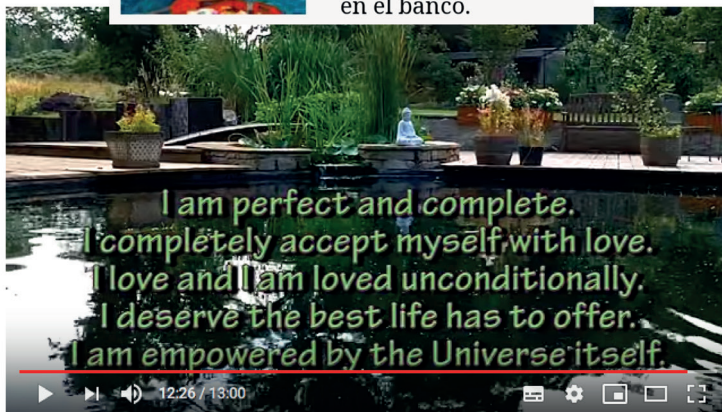 en el banco.
I am perfect and complete.
I completely accept myself with love.
I love and I am loved unconditionally.
I deserve the best life has to offer.
I am empowered by the Universe itself.
12:26 / 13:00